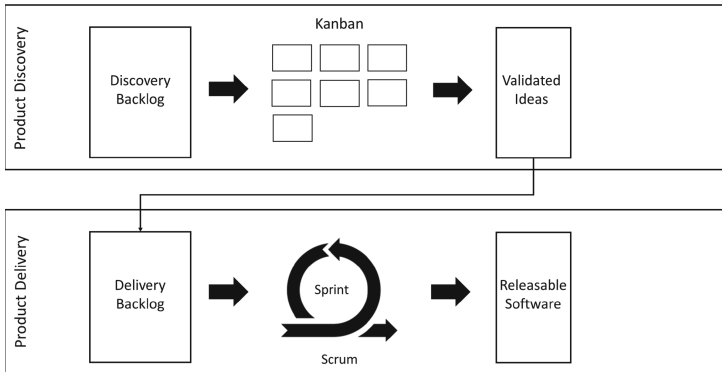 Product Discovery
Kanban
Discovery
Backlog
Validated
Ideas
Product Delivery
Delivery
Backlog
Sprint
Scrum
Releasable
Software